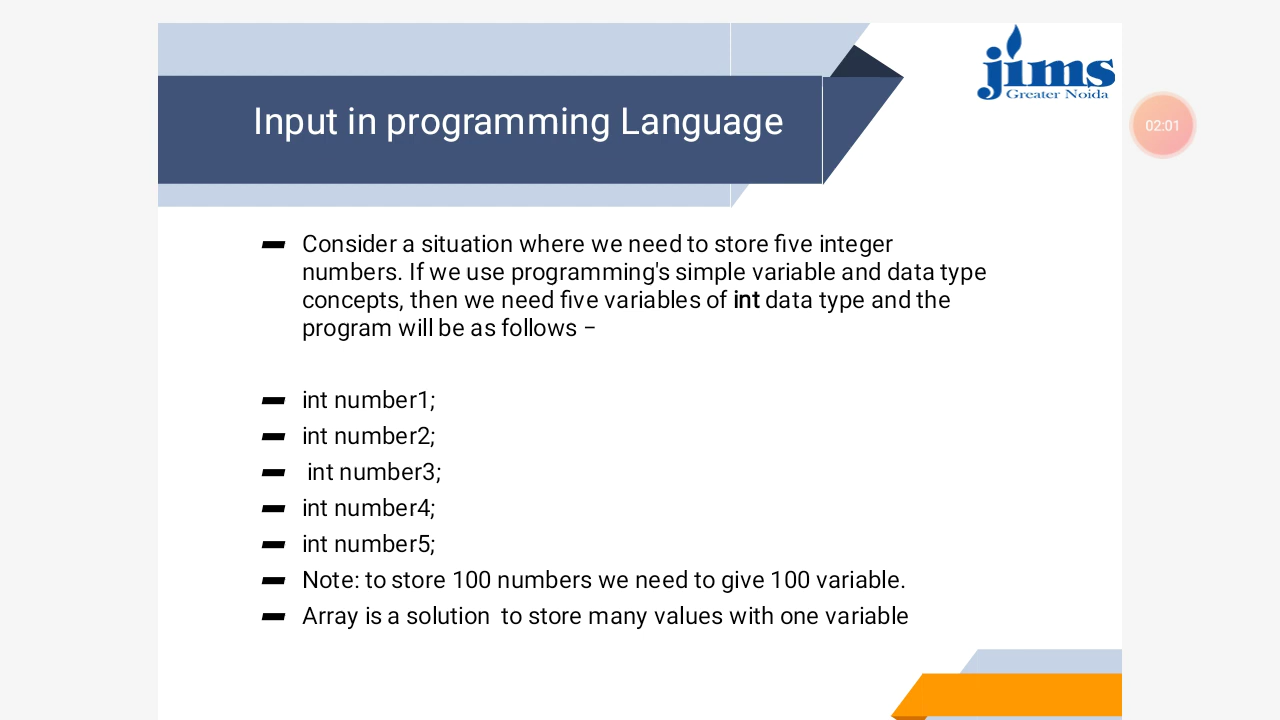 jims
Greater Noida
Input in programming Language
02:01
Consider a situation where we need to store five integer
numbers. If we use programming's simple variable and data type
concepts, then we need five variables of int data type and the
program will be as follows −
int number1;
int number2;
int number3;
int number4;
int number5;
Note: to store 100 numbers we need to give 100 variable.
Array is a solution  to store many values with one variable